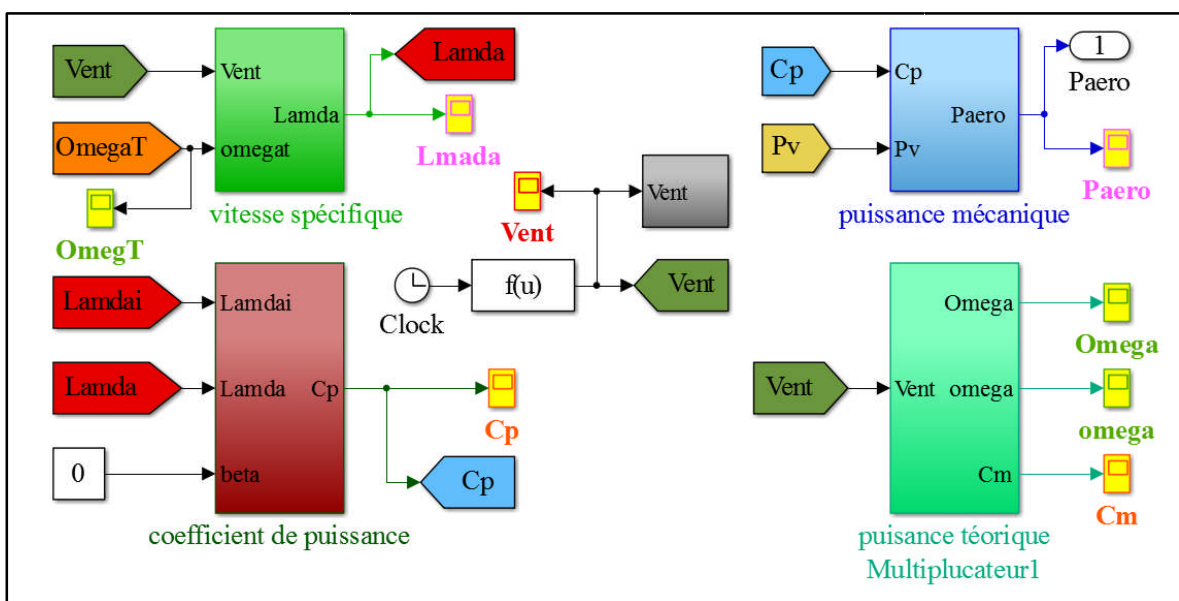 Vent
Vent
Lamda
Lamda
OmegaT
omegat
Lmada
vitesse spécifique
OmegT
Cp
Cp
1
Paero
Paero
Pv
Pv
Paero
puissance mécanique
Vent
Vent
f(u)
Vent
Clock
Lamdai
Lamdai
Lamda
Lamda
Cp
Cp
0
beta
Cp
coefficient de puissance
Omega
Omega
Vent
Vent
omega
omega
Cm
Cm
puisance téorique
Multiplucateur1